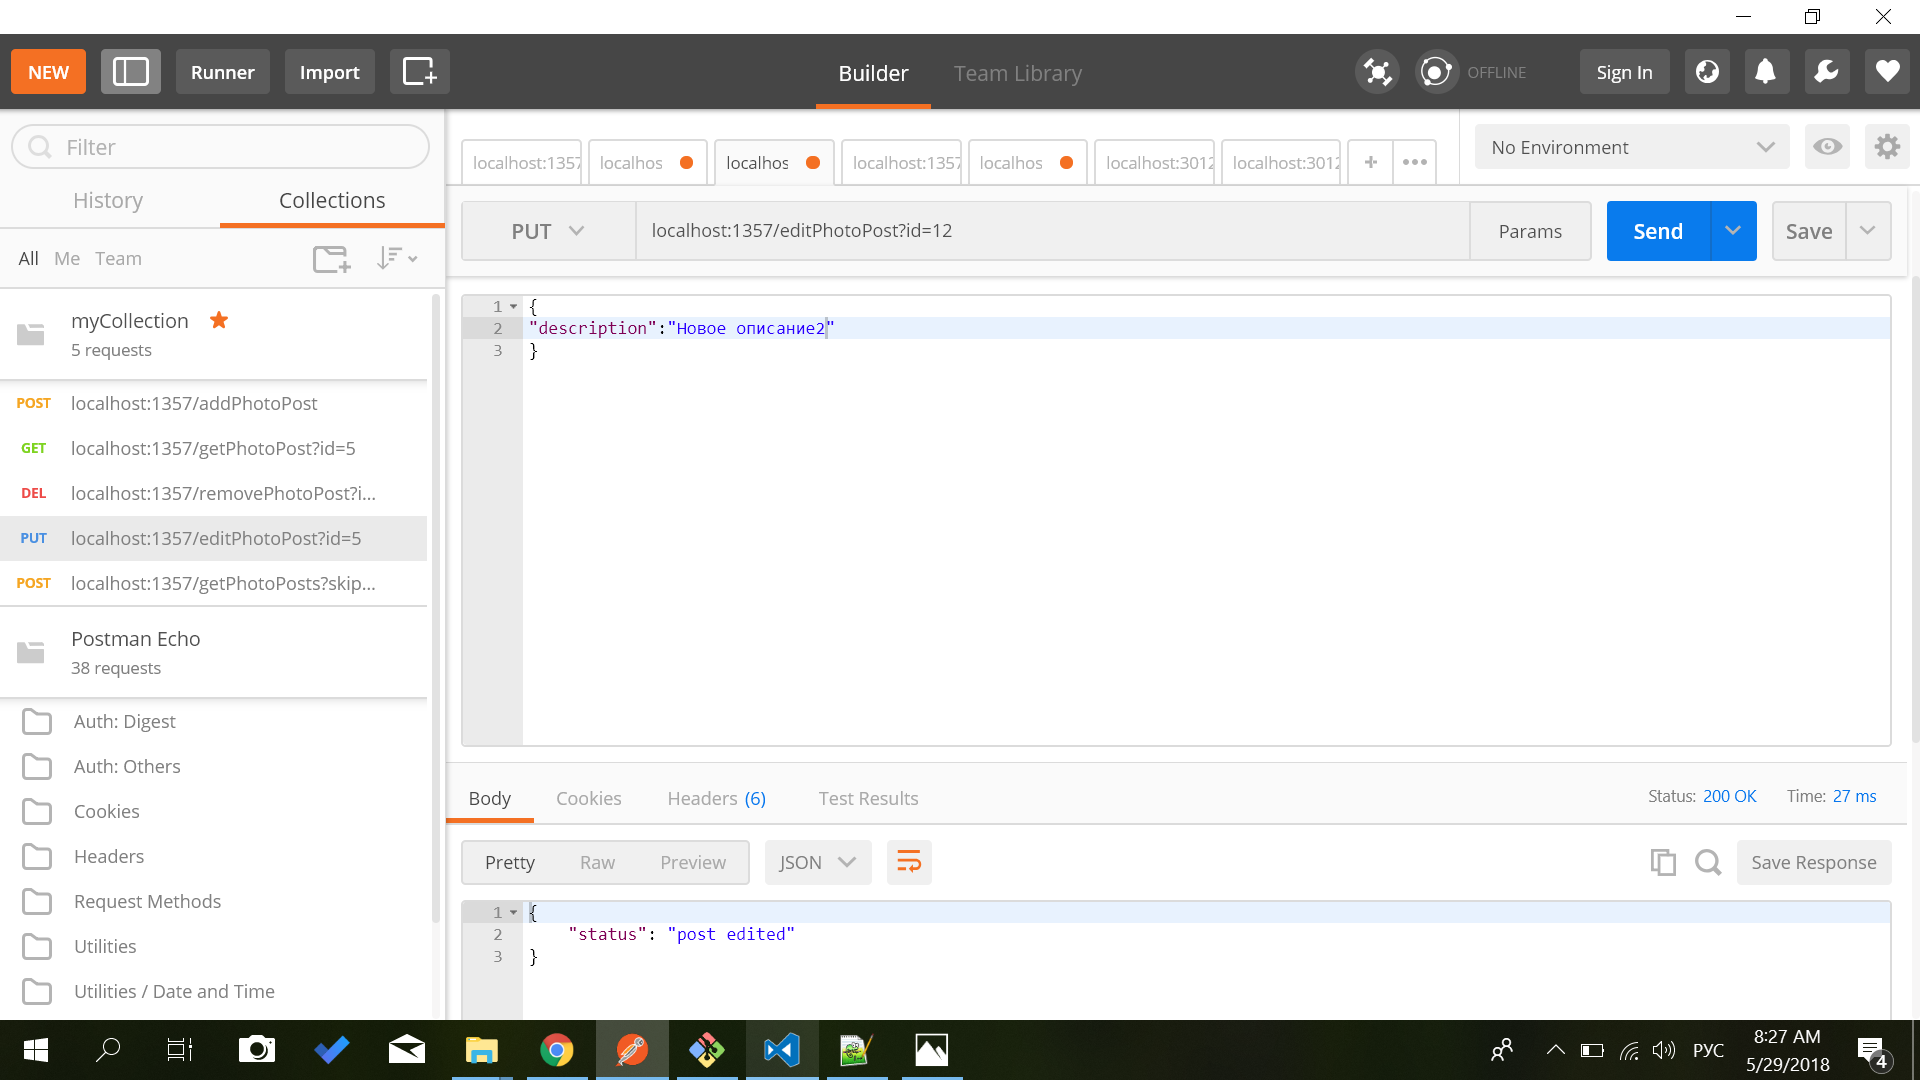 NEW
Runner
Import
Builder
Team Library
OFFLINE
Sign In
Filter
History
Collections
All Me Team
myCollection
5 requests
POST localhost:1357/addPhotoPost
GET localhost:1357/getPhotoPost?id=5
DEL localhost:1357/removePhotoPost?i...
PUT localhost:1357/editPhotoPost?id=5
POST localhost:1357/getPhotoPosts?skip...
Postman Echo
38 requests
Auth: Digest
Auth: Others
Cookies
Headers
Request Methods
Utilities
Utilities / Date and Time
localhost:1357 localhos localhos localhost:1357 localhos localhost:3012 localhost:3012 + •••
No Environment
PUT localhost:1357/editPhotoPost?id=12 Params Send Save
1 {
2 "description":"Новое описание2"
3 }
Body Cookies Headers (6) Test Results Status: 200 OK Time: 27 ms
Pretty Raw Preview JSON Save Response
1 {
2 "status": "post edited"
3 }
РУС
8:27 AM
5/29/2018
4